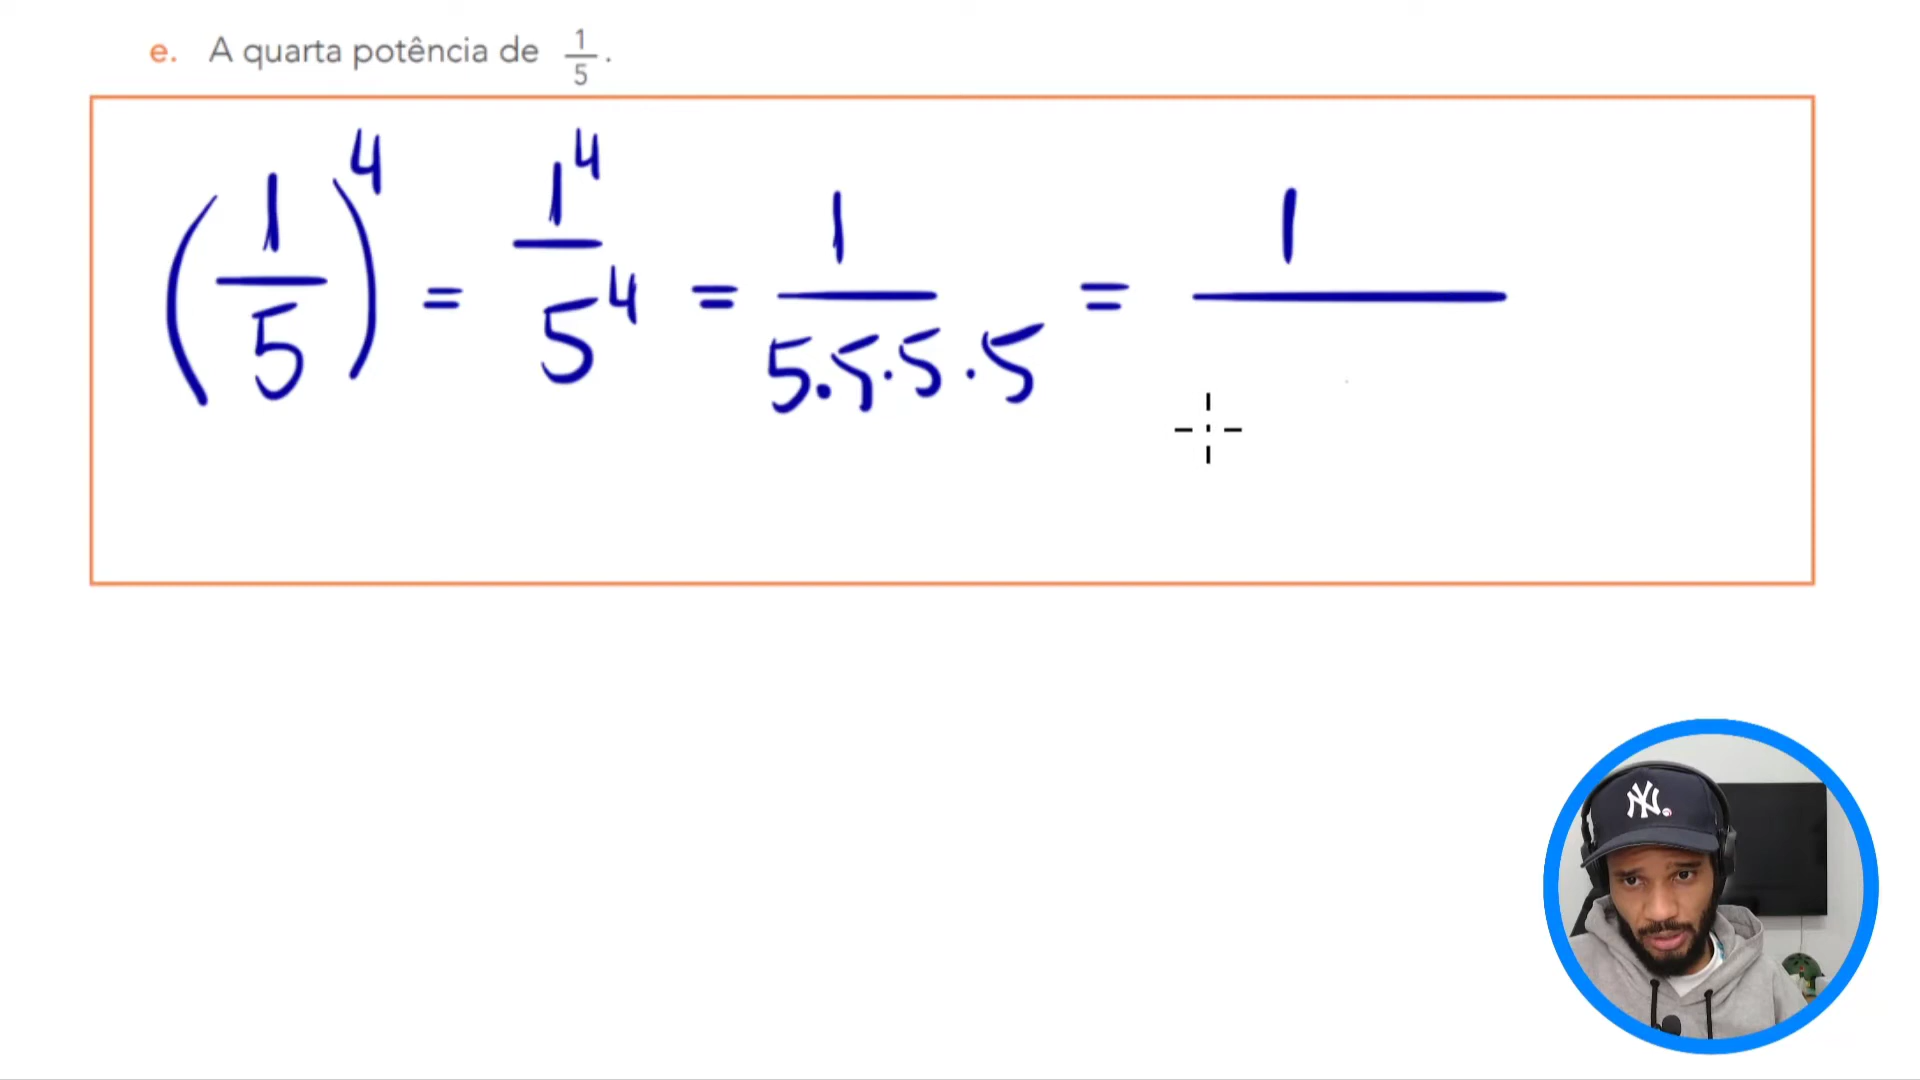 e. A quarta potência de 1/5.
(1/5)^4 = 1^4/5^4 = 1/5.5.5.5 = 1/
NY